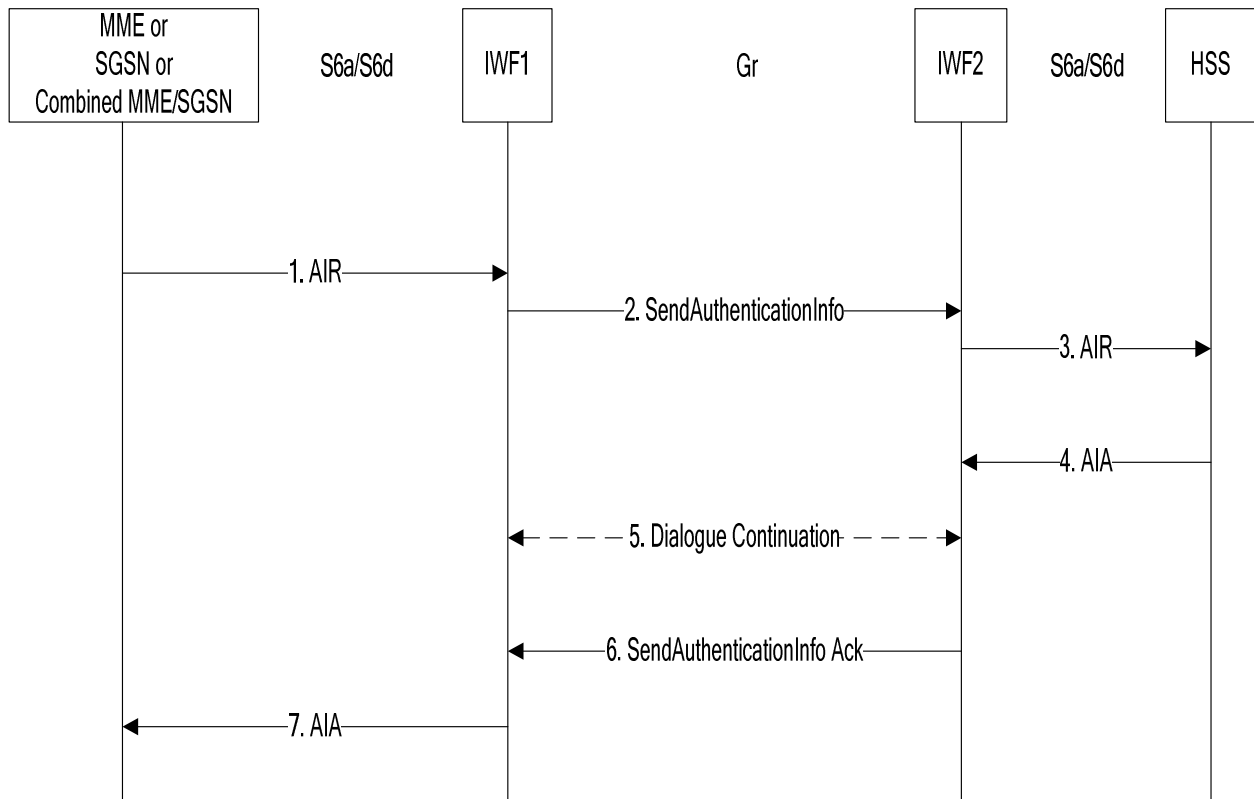 MME or
SGSN or
Combined MME/SGSN
S6a/S6d
IWF1
Gr
IWF2
S6a/S6d
HSS
1. AIR
2. SendAuthenticationInfo
3. AIR
4. AIA
5. Dialogue Continuation
6. SendAuthenticationInfo Ack
7. AIA